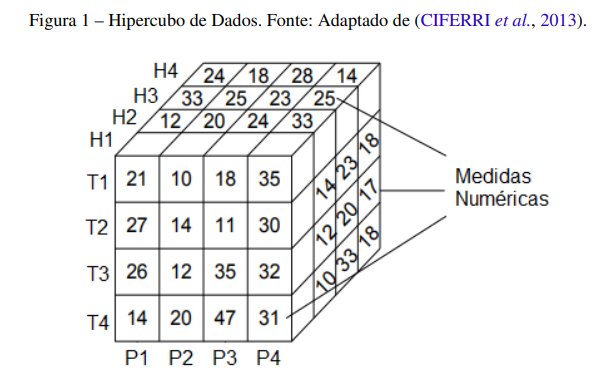 Figura 1 – Hipercubo de Dados. Fonte: Adaptado de (CIFERRI et al., 2013).
H4 24 18 28 14
H3 33 25 23 25
H2 12 20 24 33
H1
T1 21 10 18 35
T2 27 14 11 30
T3 26 12 35 32
T4 14 20 47 31
P1 P2 P3 P4
14 23 18
12 20 17
10 33 18
Medidas
Numéricas